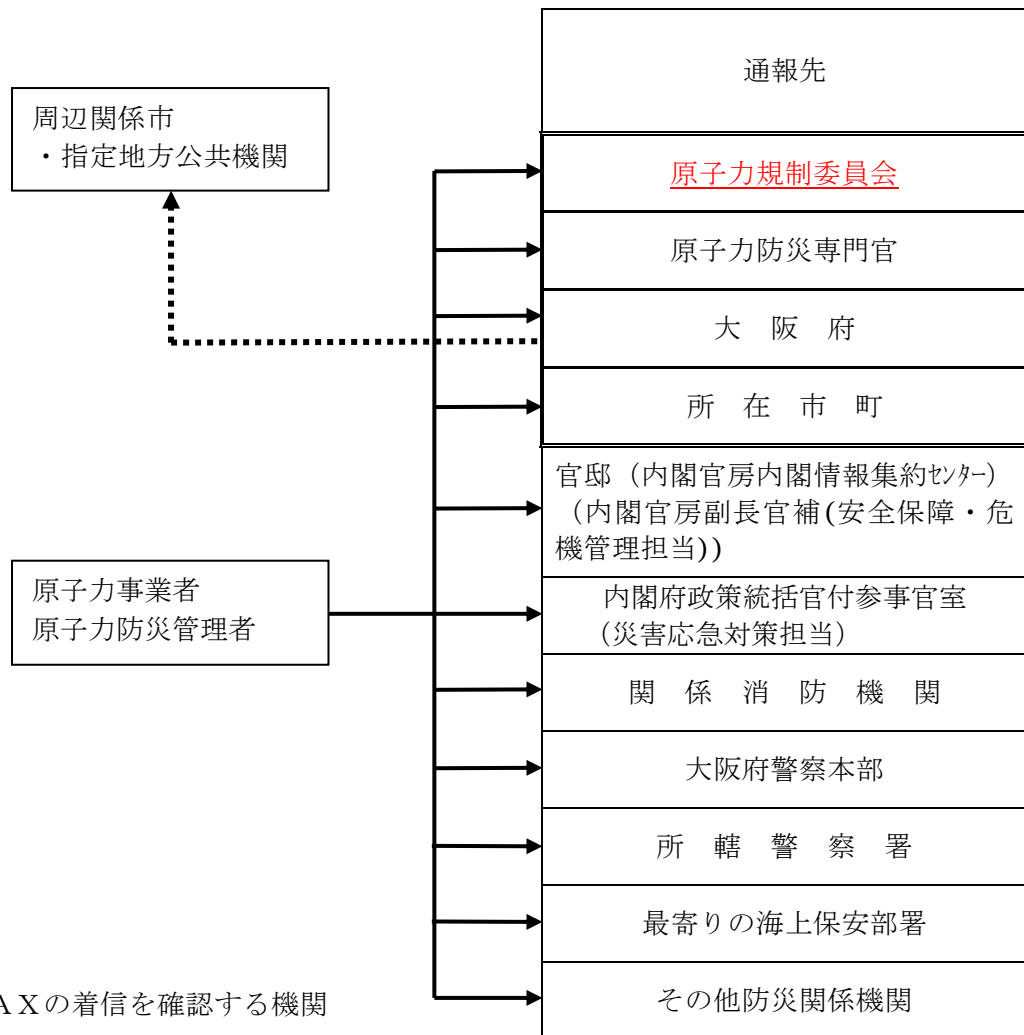 通報先
周辺関係市
・指定地方公共機関
原子力規制委員会
原子力防災専門官
大　阪　府
所　在　市　町
官邸（内閣官房内閣情報集約ｾﾝﾀｰ）
（内閣官房副長官補(安全保障・危
機管理担当))
原子力事業者
原子力防災管理者
内閣府政策統括官付参事官室
（災害応急対策担当）
関　係　消　防　機　関
大阪府警察本部
所　轄　警　察　署
最寄りの海上保安部署
その他防災関係機関
ＡＸの着信を確認する機関